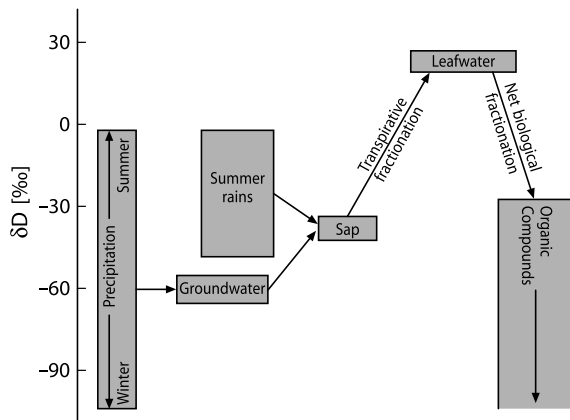 δD [‰]
30
0
−30
−60
−90
Winter
Precipitation
Summer
Summer
rains
Groundwater
Sap
Transpirative
fractionation
Leafwater
Net biological
fractionation
Organic
Compounds